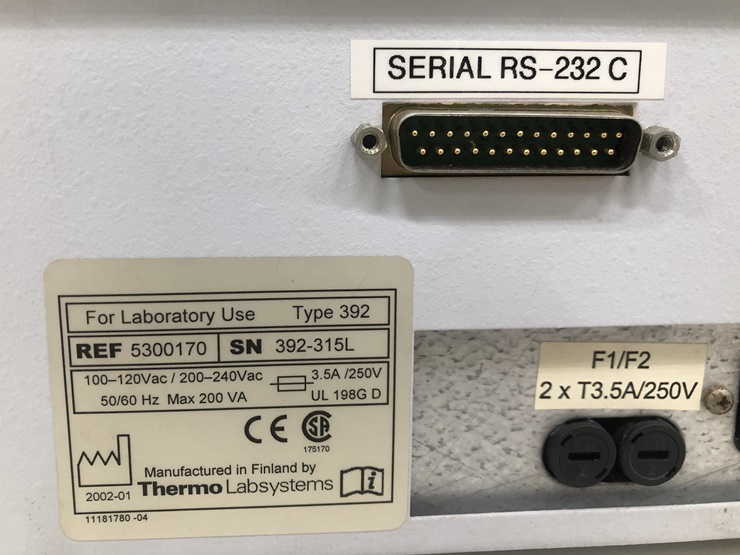 SERIAL RS-232 C
For Laboratory Use Type 392
REF 5300170 SN 392-315L
100-120Vac / 200-240Vac 3.5A /250V
50/60 Hz Max 200 VA UL 198G D
CE SA
175170
Manufactured in Finland by
2002-01 Thermo Labsystems i
11181780 -04
F1/F2
2 x T3.5A/250V